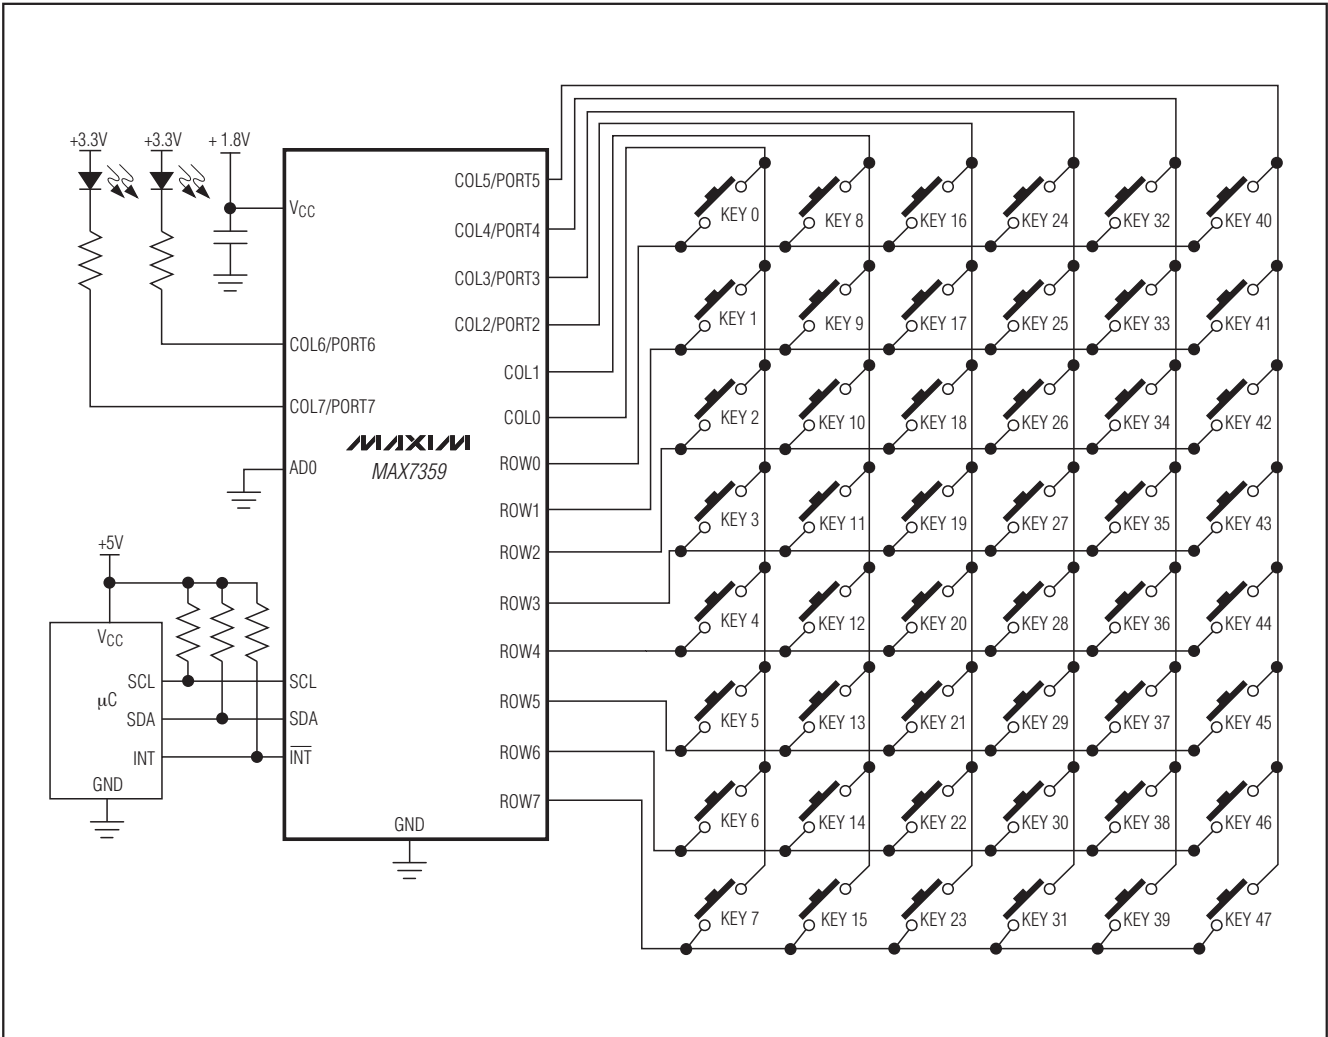 +3.3V
+3.3V
+ 1.8V
VCC
COL6/PORT6
COL7/PORT7
AD0
MAXIM
MAX7359
COL5/PORT5
COL4/PORT4
COL3/PORT3
COL2/PORT2
COL1
COL0
ROW0
ROW1
ROW2
ROW3
ROW4
ROW5
ROW6
ROW7
SCL
SDA
INT
GND
+5V
VCC
µC
SCL
SDA
INT
GND
KEY 0 KEY 8 KEY 16 KEY 24 KEY 32 KEY 40
KEY 1 KEY 9 KEY 17 KEY 25 KEY 33 KEY 41
KEY 2 KEY 10 KEY 18 KEY 26 KEY 34 KEY 42
KEY 3 KEY 11 KEY 19 KEY 27 KEY 35 KEY 43
KEY 4 KEY 12 KEY 20 KEY 28 KEY 36 KEY 44
KEY 5 KEY 13 KEY 21 KEY 29 KEY 37 KEY 45
KEY 6 KEY 14 KEY 22 KEY 30 KEY 38 KEY 46
KEY 7 KEY 15 KEY 23 KEY 31 KEY 39 KEY 47